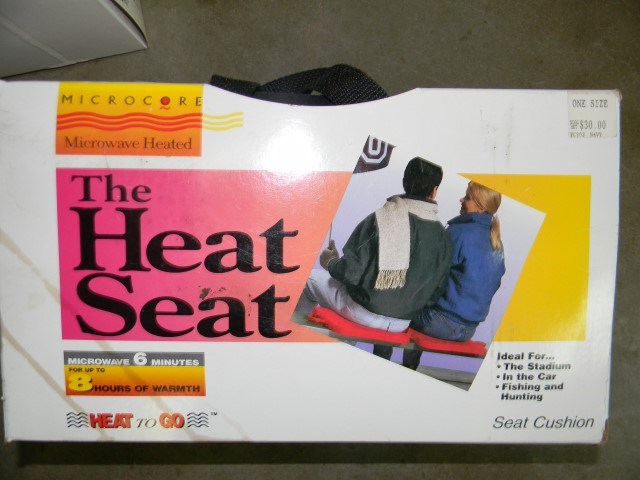 MICROCORE
Microwave Heated
ONE SIZE
$30.00
The
Heat
Seat
U
MICROWAVE 6 MINUTES
FOR UP TO
8 HOURS OF WARMTH
HEAT TO GO™
Ideal For...
• The Stadium
• In the Car
• Fishing and
Hunting
Seat Cushion